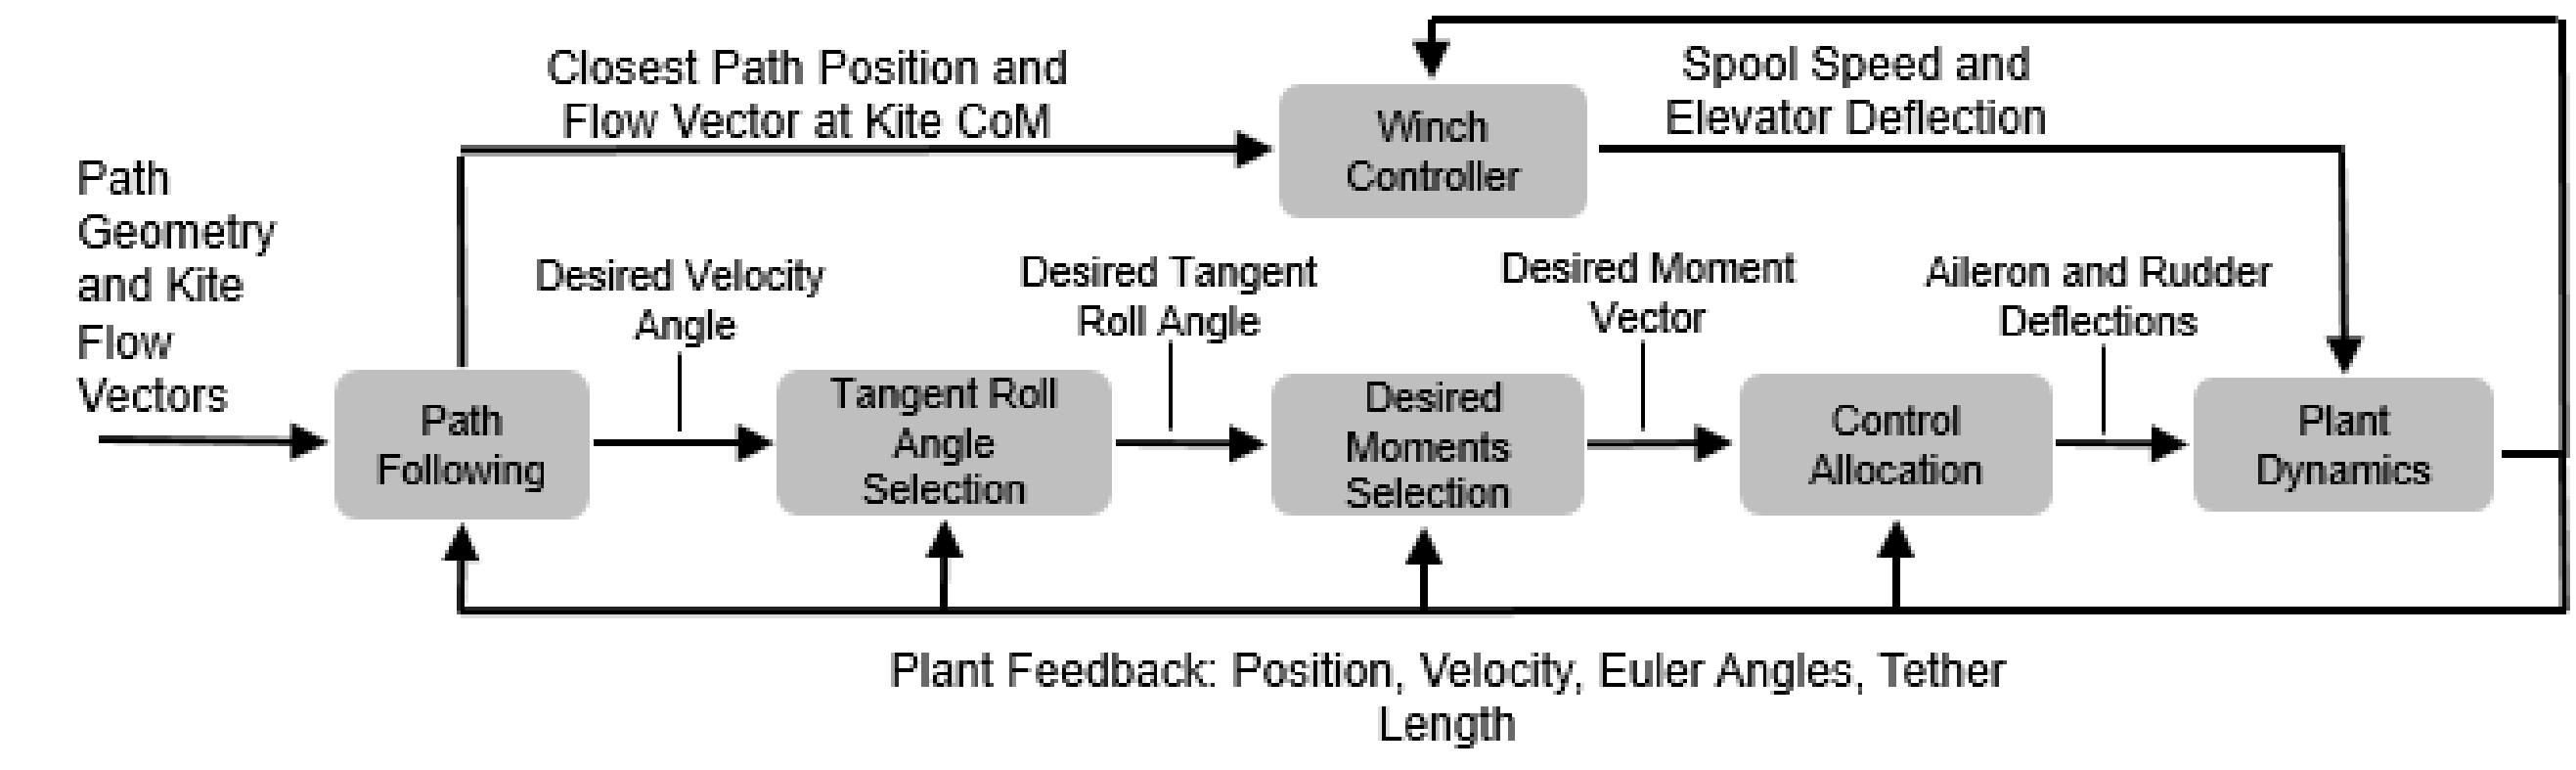 Closest Path Position and
Flow Vector at Kite CoM
Spool Speed and
Elevator Deflection
Winch
Controller
Path
Geometry
and Kite
Flow
Vectors
Desired Velocity
Angle
Desired Tangent
Roll Angle
Desired Moment
Vector
Aileron and Rudder
Deflections
Path
Following
Tangent Roll
Angle
Selection
Desired
Moments
Selection
Control
Allocation
Plant
Dynamics
Plant Feedback: Position, Velocity, Euler Angles, Tether
Length